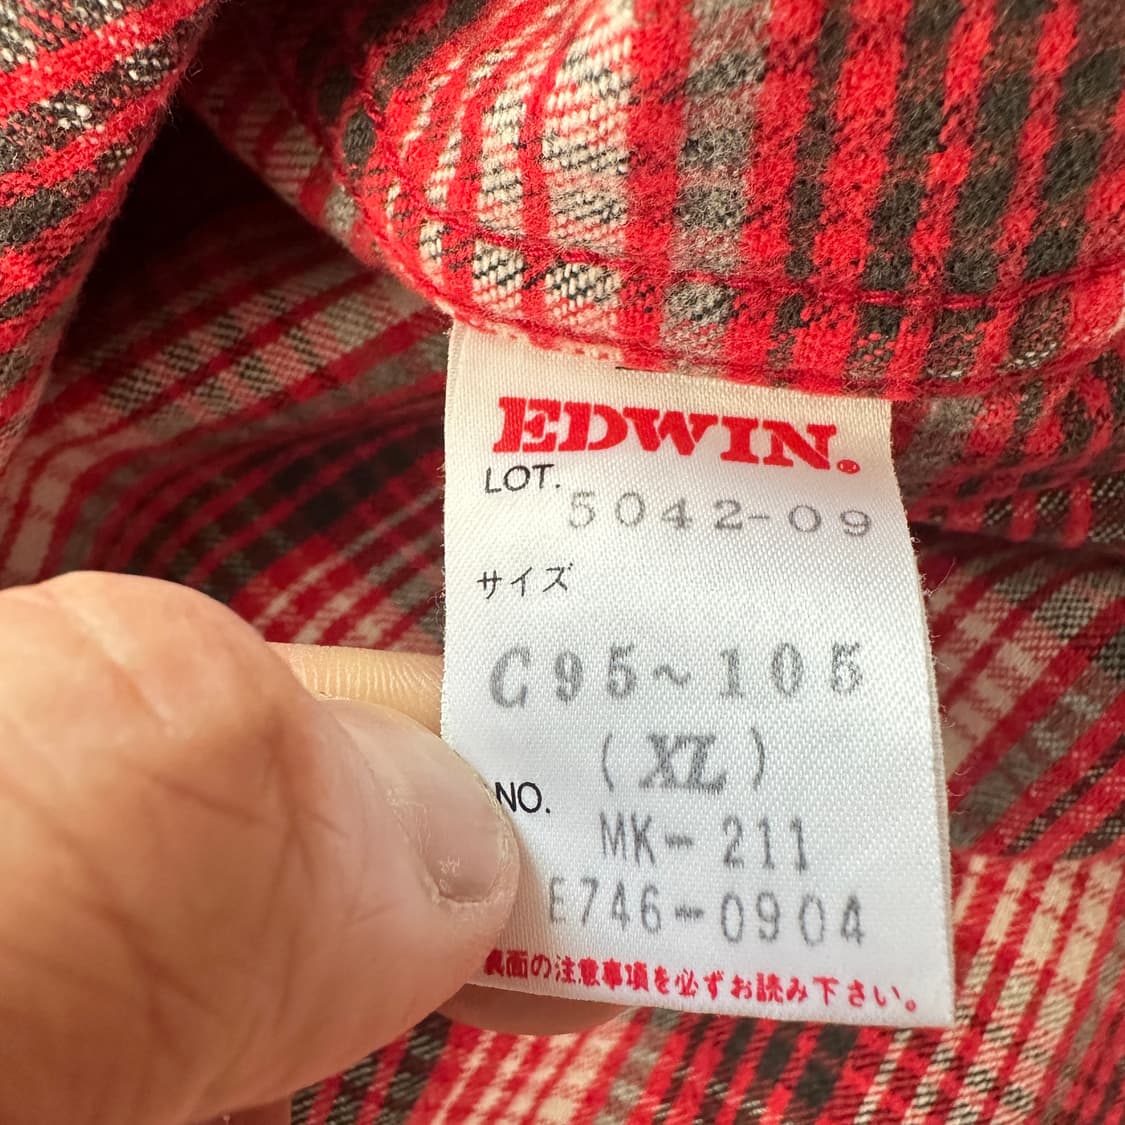 EDWIN®
LOT.
5042-09
サイズ
C95~105
(XL)
NO.
MK-211
E746-0904
裏面の注意事項を必ずお読み下さい。